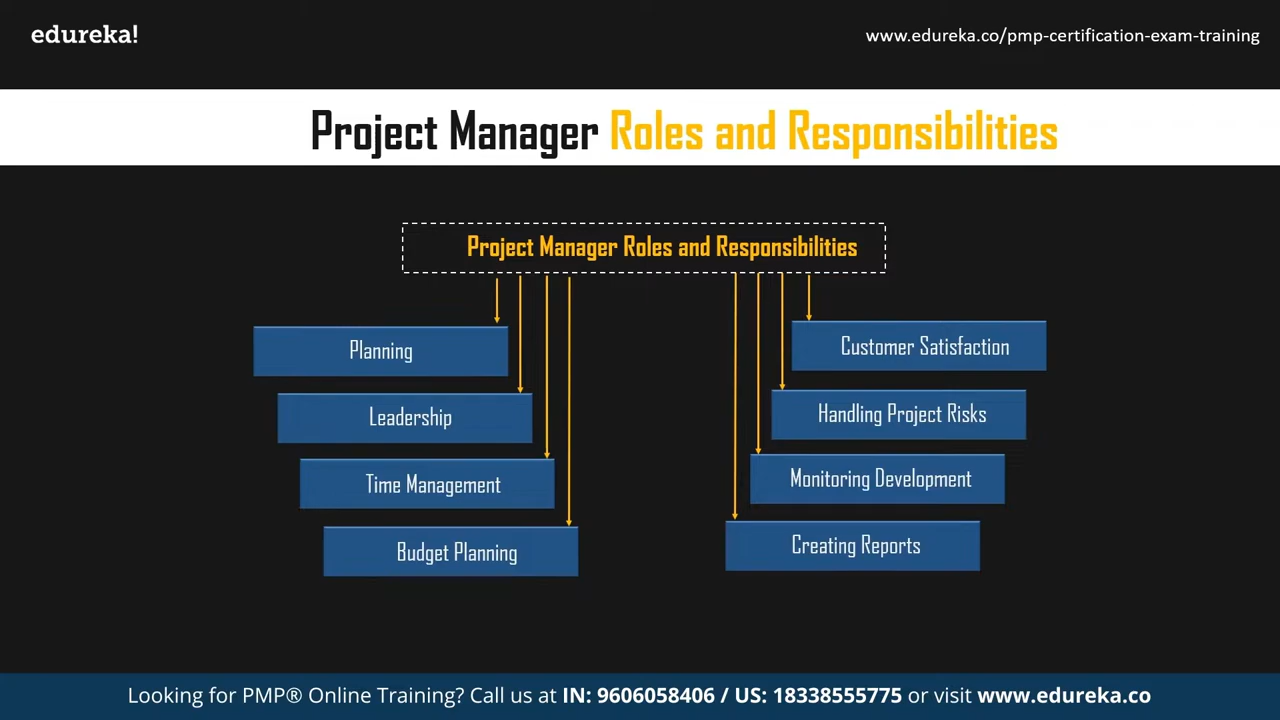 edureka!
www.edureka.co/pmp-certification-exam-training
Project Manager Roles and Responsibilities
Project Manager Roles and Responsibilities
Planning
Leadership
Time Management
Budget Planning
Customer Satisfaction
Handling Project Risks
Monitoring Development
Creating Reports
Looking for PMP® Online Training? Call us at IN: 9606058406 / US: 18338555775 or visit www.edureka.co